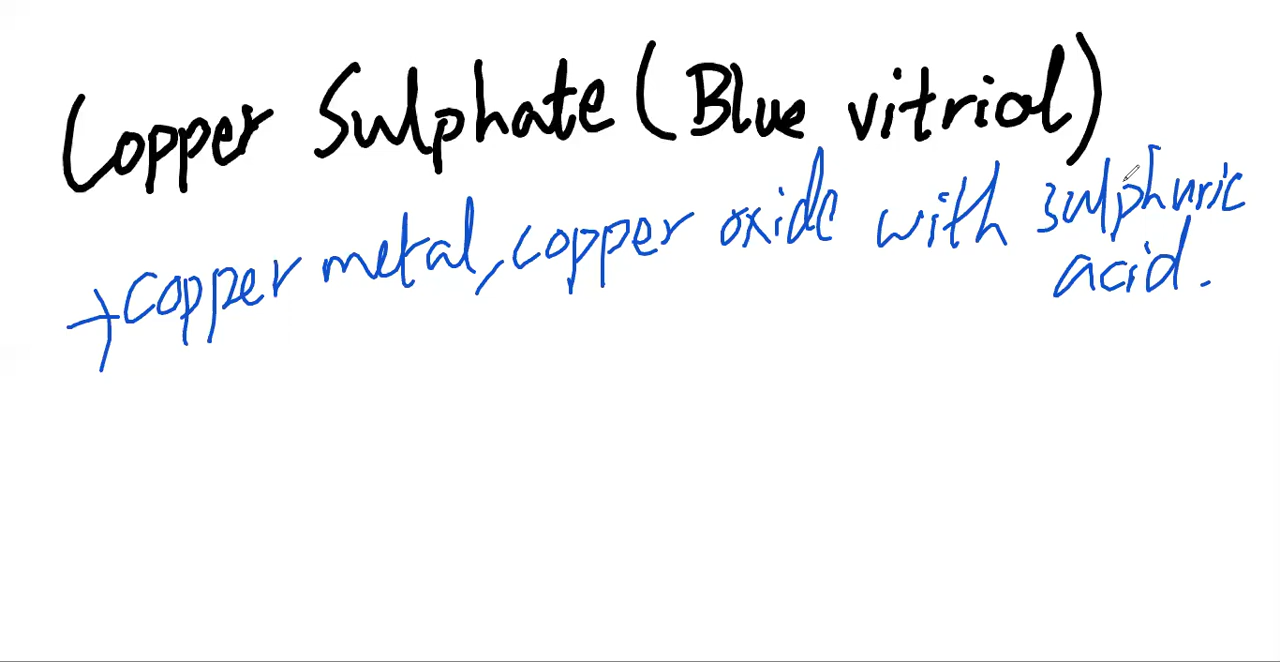 Copper Sulphate (Blue vitriol)
→ copper metal, copper oxide with sulphuric
acid.